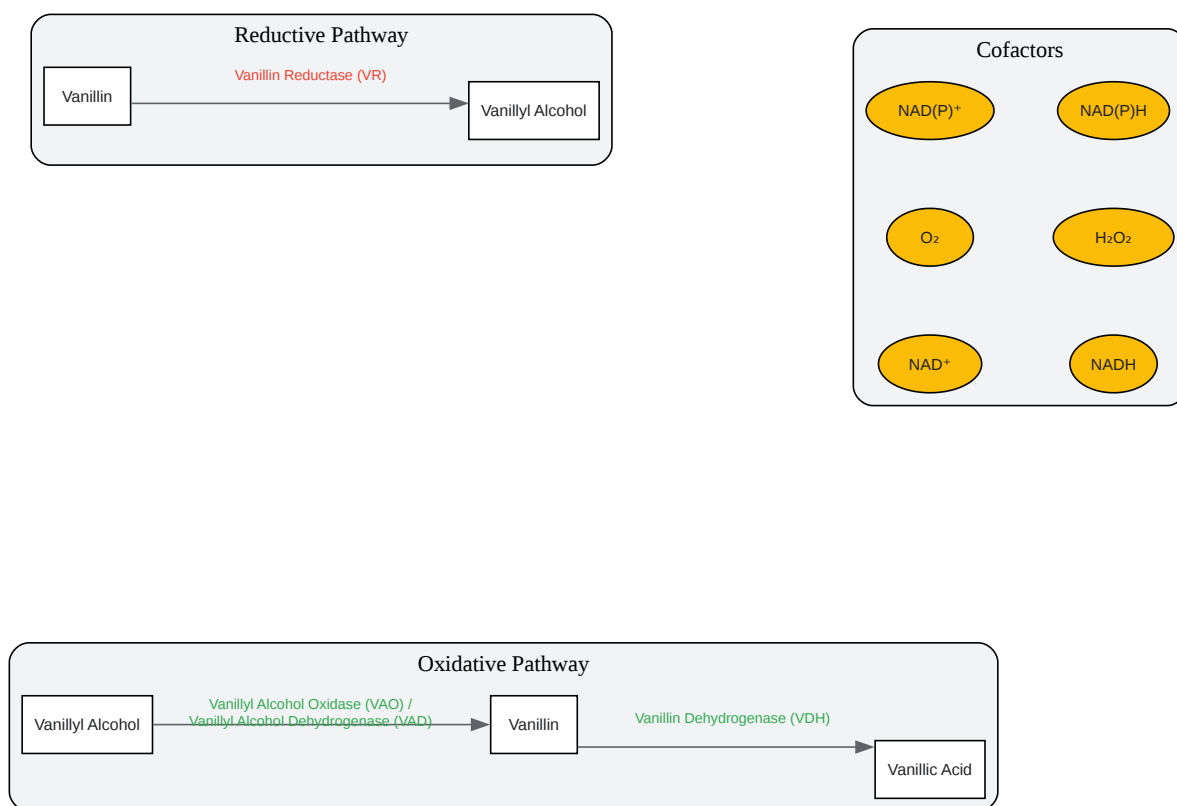 Reductive Pathway
Vanillin Reductase (VR)
Vanillin
Vanillyl Alcohol
Cofactors
NAD(P)⁺
NAD(P)H
O₂
H₂O₂
NAD⁺
NADH
Oxidative Pathway
Vanillyl Alcohol
Vanillyl Alcohol Oxidase (VAO) /
Vanillyl Alcohol Dehydrogenase (VAD)
Vanillin
Vanillin Dehydrogenase (VDH)
Vanillic Acid